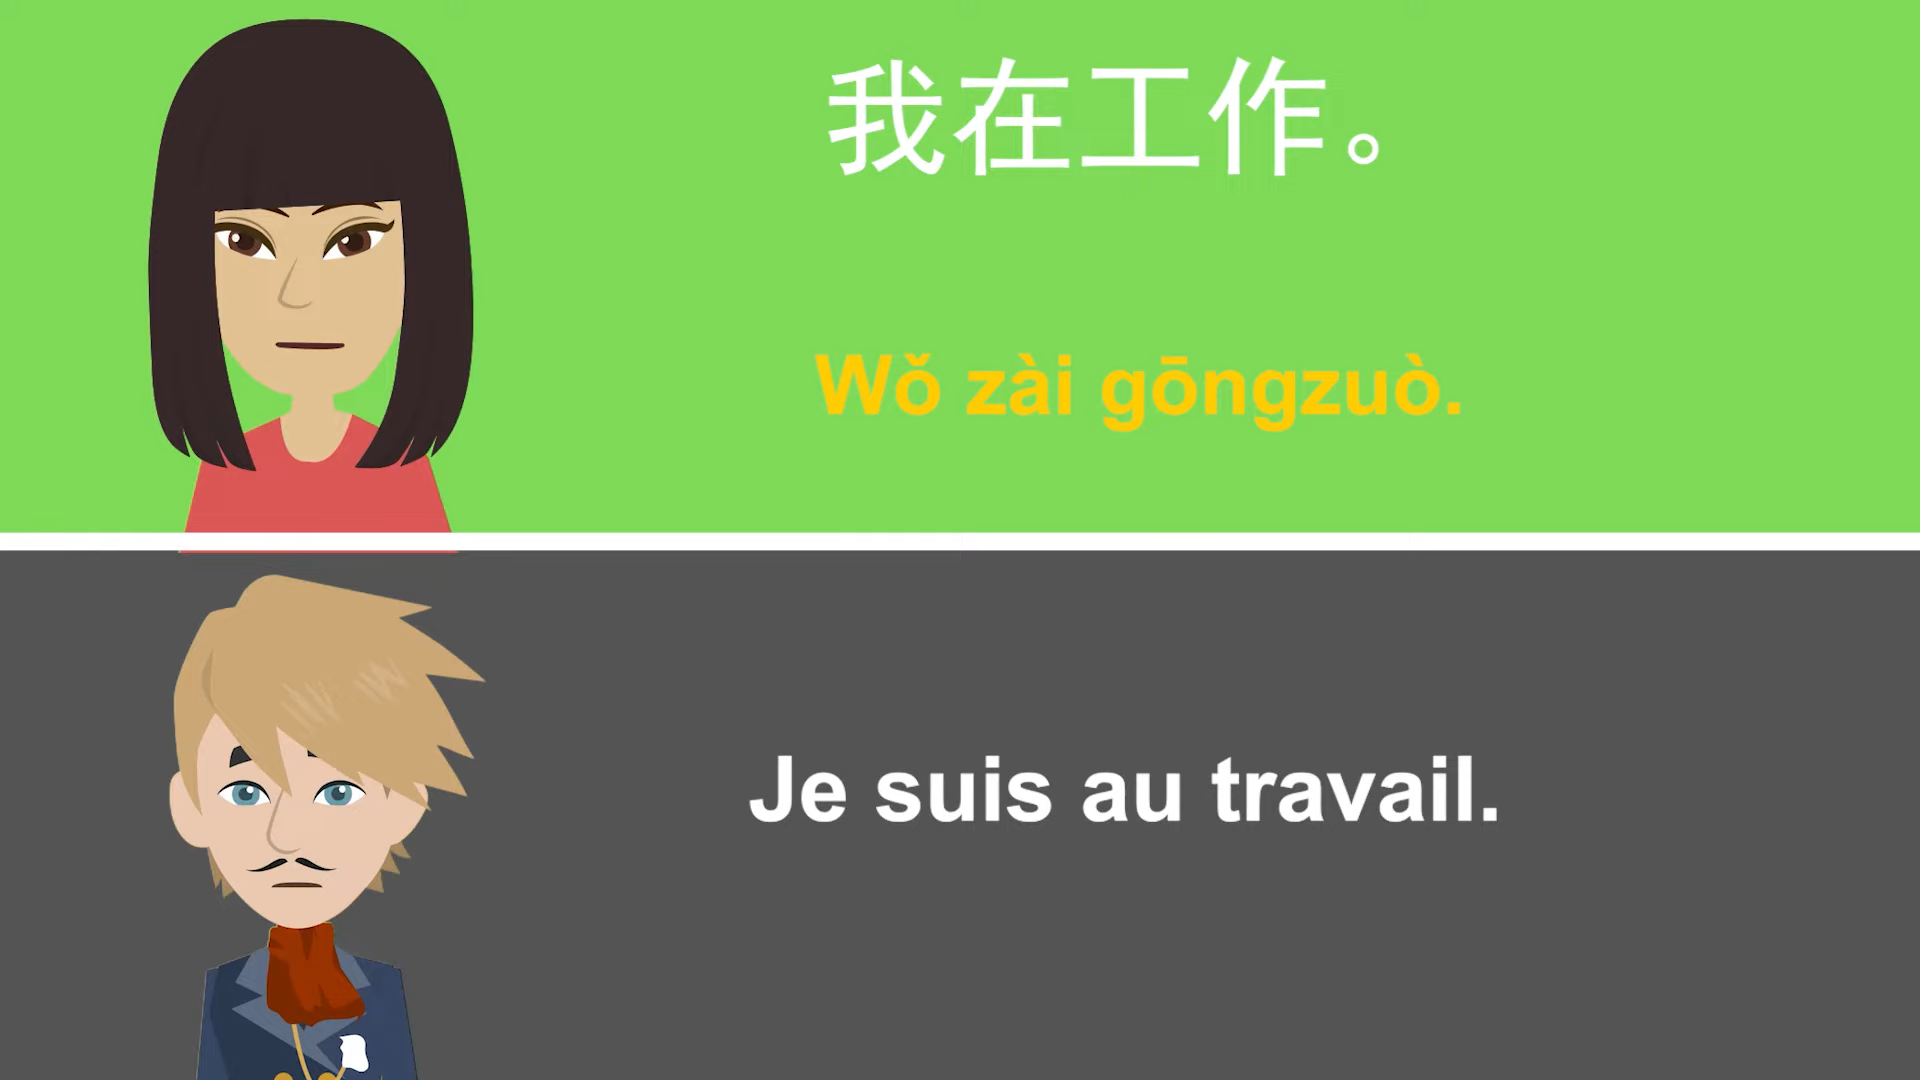 我在工作。
Wǒ zài gōngzuò.
Je suis au travail.